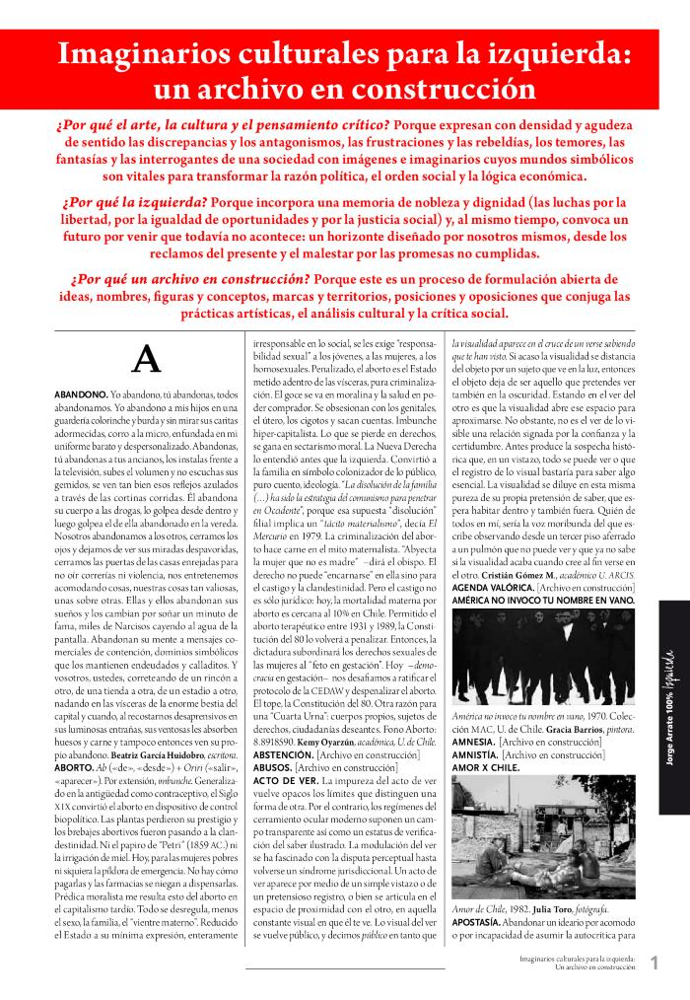 Imaginarios culturales para la izquierda:
un archivo en construcción
¿Por qué el arte, la cultura y el pensamiento crítico? Porque expresan con densidad y agudeza
de sentido las discrepancias y los antagonismos, las frustraciones y las rebeldías, los temores, las
fantasías y las interrogantes de una sociedad con imágenes e imaginarios cuyos mundos simbólicos
son vitales para transformar la razón política, el orden social y la lógica económica.
¿Por qué la izquierda? Porque incorpora una memoria de nobleza y dignidad (las luchas por la
libertad, por la igualdad de oportunidades y por la justicia social) y, al mismo tiempo, convoca un
futuro por venir que todavía no acontece: un horizonte diseñado por nosotros mismos, desde los
reclamos del presente y el malestar por las promesas no cumplidas.
¿Por qué un archivo en construcción? Porque este es un proceso de formulación abierta de
ideas, nombres, figuras y conceptos, marcas y territorios, posiciones y oposiciones que conjuga las
prácticas artísticas, el análisis cultural y la crítica social.
A
ABANDONO. Yo abandono, tú abandonas, todos
abandonamos. Yo abandono a mis hijos en una
guardería colorinche y burda y sin mirar sus caritas
adormecidas, corro a la micro, enfundada en mi
uniforme barato y despersonalizado. Abandonas,
tú abandonas a tus ancianos, los instalas frente a
la televisión, subes el volumen y no escuchas sus
gemidos, se ven tan bien esos reflejos azulados
a través de las cortinas corridas. Él abandona
su cuerpo a las drogas, lo golpea desde dentro y
luego golpea el de ella abandonado en la vereda.
Nosotros abandonamos a los otros, cerramos los
ojos y dejamos de ver sus miradas despavoridas,
cerramos las puertas de las casas enrejadas para
no oír correrías ni violencia, nos entretenemos
acomodando cosas, nuestras cosas tan valiosas,
unas sobre otras. Ellas y ellos abandonan sus
sueños y los cambian por soñar un minuto de
fama, miles de Narcisos cayendo al agua de la
pantalla. Abandonan su mente a mensajes co-
merciales de contención, dominios simbólicos
que los mantienen endeudados y calladitos. Y
vosotros, ustedes, correteando de un rincón a
otro, de una tienda a otra, de un estadio a otro,
nadando en las vísceras de la enorme bestia del
capital y cuando, al recostarnos desaprensivos en
sus luminosas entrañas, sus ventosas les absorben
huesos y carne y tampoco entonces ven su pro-
pio abandono. Beatriz García Huidobro, escritora.
ABORTO. Ab («de», «desde») + Oriri («salir»,
«aparecer»). Por extensión, imbunche. Generaliza-
do en la antigüedad como contraceptivo, el Siglo
XIX convirtió el aborto en dispositivo de control
biopolítico. Las plantas perdieron su prestigio y
los brebajes abortivos fueron pasando a la clan-
destinidad. Ni el papiro de "Petri" (1859 AC.) ni
la irrigación de miel. Hoy, para las mujeres pobres
ni siquiera la píldora de emergencia. No hay cómo
pagarlas y las farmacias se niegan a dispensarlas.
Prédica moralista me resulta esto del aborto en
el capitalismo tardío. Todo se desregula, menos
el sexo, la familia, el "vientre materno". Reducido
el Estado a su mínima expresión, enteramente
irresponsable en lo social, se les exige "responsa-
bilidad sexual" a los jóvenes, a las mujeres, a los
homosexuales. Penalizado, el aborto es el Estado
metido adentro de las vísceras, pura criminaliza-
ción. El goce se va en moralina y la salud en po-
der comprador. Se obsesionan con los genitales,
el útero, los cigotos y sacan cuentas. Imbunche
hiper-capitalista. Lo que se pierde en derechos,
se gana en sectarismo moral. La Nueva Derecha
lo entendió antes que la izquierda. Convirtió a
la familia en símbolo colonizador de lo público,
puro cuento, ideología. "La disolución de la familia
(...) ha sido la estrategia del comunismo para penetrar
en Occidente", porque esa supuesta "disolución"
filial implica un "tácito materialismo", decía El
Mercurio en 1979. La criminalización del abor-
to hace carne en el mito maternalista. "Abyecta
la mujer que no es madre" –dirá el obispo. El
derecho no puede "encarnarse" en ella sino para
el castigo y la clandestinidad. Pero el castigo no
es sólo jurídico: hoy, la mortalidad materna por
aborto es cercana al 10% en Chile. Permitido el
aborto terapéutico entre 1931 y 1989, la Consti-
tución del 80 lo volverá a penalizar. Entonces, la
dictadura subordinará los derechos sexuales de
las mujeres al "feto en gestación". Hoy –demo-
cracia en gestación– nos desafiamos a ratificar el
protocolo de la CEDAW y despenalizar el aborto.
El tope, la Constitución del 80. Otra razón para
una "Cuarta Urna": cuerpos propios, sujetos de
derechos, ciudadanías deseantes. Fono Aborto:
8.8918590. Kemy Oyarzún, académica, U. de Chile.
ABSTENCIÓN. [Archivo en construcción]
ABUSOS. [Archivo en construcción]
ACTO DE VER. La impureza del acto de ver
vuelve opacos los límites que distinguen una
forma de otra. Por el contrario, los regímenes del
cerramiento ocular moderno suponen un cam-
po transparente así como un estatus de verifica-
ción del saber ilustrado. La modulación del ver
se ha fascinado con la disputa perceptual hasta
volverse un síndrome jurisdiccional. Un acto de
ver aparece por medio de un simple vistazo o de
un pretensioso registro, o bien se articula en el
espacio de proximidad con el otro, en aquella
constante visual en que él te ve. Lo visual del ver
se vuelve público, y decimos público en tanto que
la visualidad aparece en el cruce de un verse sabiendo
que te han visto. Si acaso la visualidad se distancia
del objeto por un sujeto que ve en la luz, entonces
el objeto deja de ser aquello que pretendes ver
también en la oscuridad. Estando en el ver del
otro es que la visualidad abre ese espacio para
aproximarse. No obstante, no es el ver de lo vi-
sible una relación signada por la confianza y la
certidumbre. Antes produce la sospecha históri-
ca que, en un vistazo, todo se puede ver o que
el registro de lo visual bastaría para saber algo
esencial. La visualidad se diluye en esta misma
pureza de su propia pretensión de saber, que es-
pera habitar dentro y también fuera. Quién de
todos en mí, sería la voz moribunda del que es-
cribe observando desde un tercer piso aferrado
a un pulmón que no puede ver y que ya no sabe
si la visualidad acaba cuando cree al fin verse en
el otro. Cristián Gómez M., académico U. ARCIS.
AGENDA VALÓRICA. [Archivo en construcción]
AMÉRICA NO INVOCO TU NOMBRE EN VANO.
América no invoco tu nombre en vano, 1970. Colec-
ción MAC, U. de Chile. Gracia Barrios, pintora.
AMNESIA. [Archivo en construcción]
AMNISTÍA. [Archivo en construcción]
AMOR X CHILE.
Amor de Chile, 1982. Julia Toro, fotógrafa.
APOSTASÍA. Abandonar un ideario por acomodo
o por incapacidad de asumir la autocrítica para
Jorge Arrate 100% Izquierda
Imaginarios culturales para la izquierda:
Un archivo en construcción
1